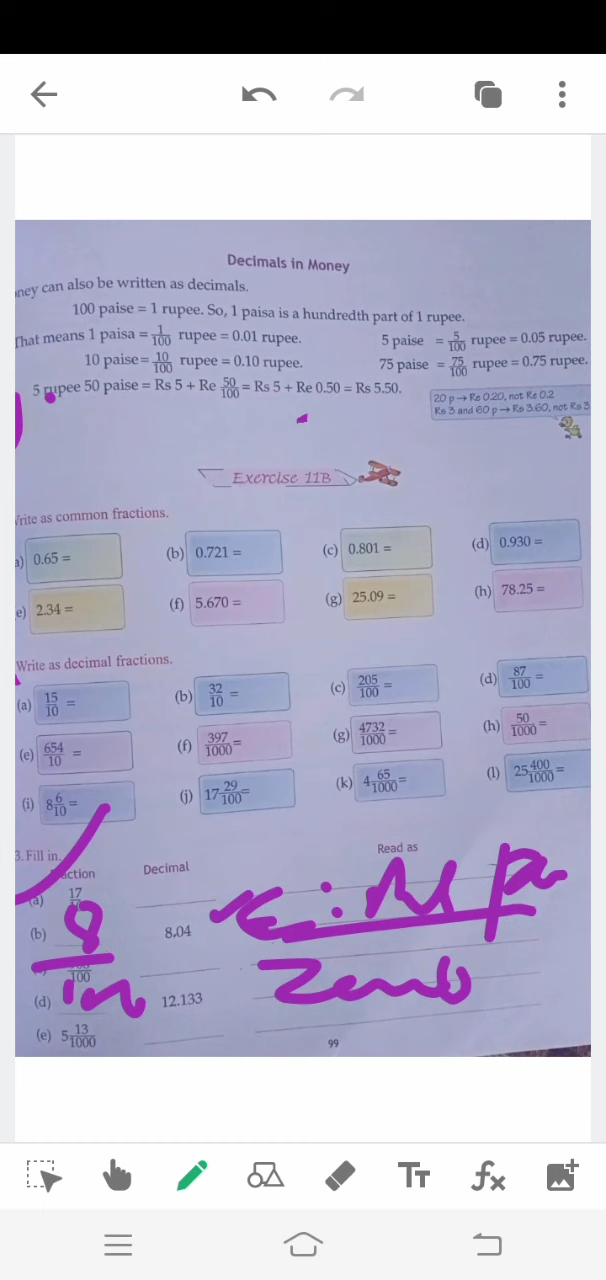 Decimals in Money
ney can also be written as decimals.
100 paise = 1 rupee. So, 1 paisa is a hundredth part of 1 rupee.
That means 1 paisa = 1/100 rupee = 0.01 rupee. 5 paise = 5/100 rupee = 0.05 rupee.
10 paise= 10/100 rupee = 0.10 rupee. 75 paise = 75/100 rupee = 0.75 rupee.
5 rupee 50 paise = Rs 5 + Re 50/100 = Rs 5 + Re 0.50 = Rs 5.50.
20 p → Re 0.20, not Re 0.2
Rs 3 and 60 p → Rs 3.60, not Rs 3
Exercise 11B
Write as common fractions.
a) 0.65 = (b) 0.721 = (c) 0.801 = (d) 0.930 =
e) 2.34 = (f) 5.670 = (g) 25.09 = (h) 78.25 =
Write as decimal fractions.
(a) 15/10 = (b) 32/10 = (c) 205/100 = (d) 87/100 =
(e) 654/10 = (f) 397/1000 = (g) 4732/1000 = (h) 50/1000 =
(i) 8 6/10 = (j) 17 29/100 = (k) 4 65/1000 = (l) 25 400/1000 =
3. Fill in.
ction Decimal Read as
(a) 17
(b) 8.04
100
(d) 12.133
(e) 5 13/1000
99
8
zero
Tт
fx